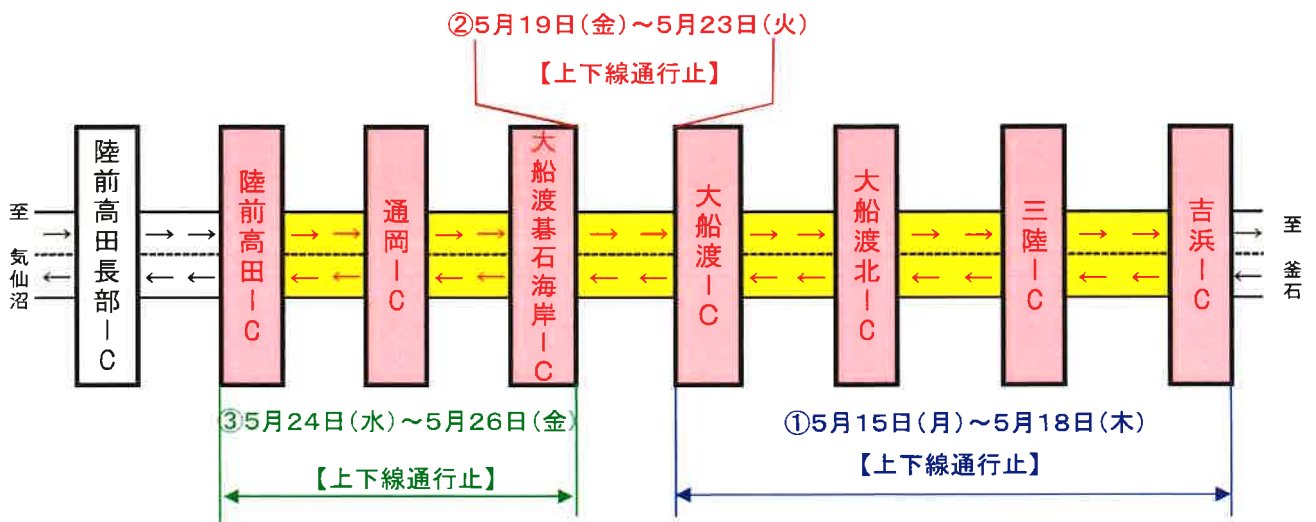 ②5月19日(金)～5月23日(火)
【上下線通行止】
至
気仙沼
陸前高田長部IC
陸前高田IC
通岡IC
大船渡碁石海岸IC
大船渡IC
大船渡北IC
三陸IC
吉浜IC
至
釜石
③5月24日(水)～5月26日(金)
【上下線通行止】
①5月15日(月)～5月18日(木)
【上下線通行止】